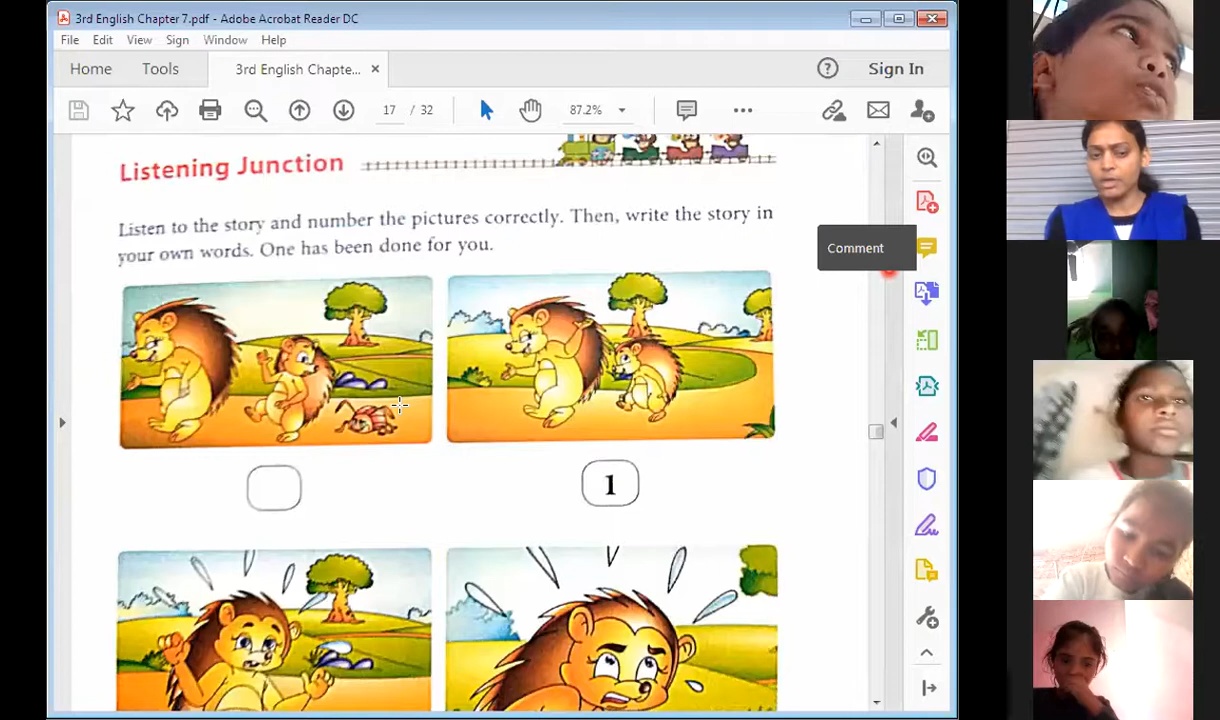 3rd English Chapter 7.pdf - Adobe Acrobat Reader DC
File Edit View Sign Window Help
Home Tools 3rd English Chapte... × Sign In
17 / 32 87.2%
Listening Junction
Listen to the story and number the pictures correctly. Then, write the story in
your own words. One has been done for you.
Comment
1